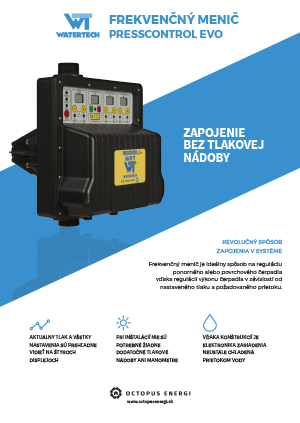 WATERTECH
FREKVENČNÝ MENIČ
PRESSCONTROL EVO
ZAPOJENIE
BEZ TLAKOVEJ
NÁDOBY
REVOLUČNÝ SPÔSOB
ZAPOJENIA V SYSTÉME
Frekvenčný menič je ideálny spôsob na reguláciu
ponorného alebo povrchového čerpadla
vďaka regulácií výkonu čerpadla v závislosti od
nastaveného tlaku a požadovaného prietoku.
AKTUÁLNY TLAK A VŠETKY
NASTAVENIA SÚ PREHĽADNE
VIDIEŤ NA ŠTYROCH
DISPLEJOCH
PRI INŠTALÁCIÍ NIE SÚ
POTREBNÉ ŽIADNE
DODATOČNÉ TLAKOVÉ
NÁDOBY ANI MANOMETRE
VĎAKA KONŠTRUKCIÍ JE
ELEKTRONIKA ZARIADENIA
NEUSTÁLE CHLADENÁ
PRIETOKOM VODY
OCTOPUS ENERGI
www.octopusenergi.sk